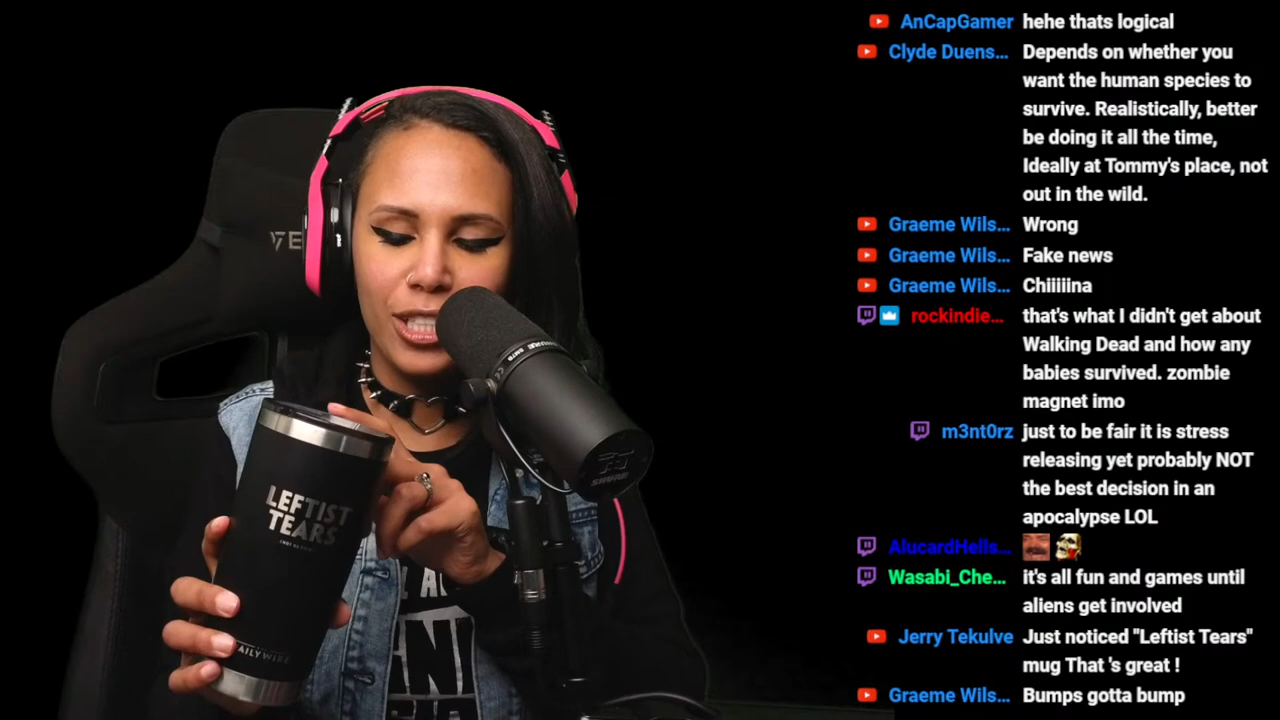 AnCapGamer hehe thats logical
Clyde Duens... Depends on whether you
want the human species to
survive. Realistically, better
be doing it all the time,
Ideally at Tommy's place, not
out in the wild.
Graeme Wils... Wrong
Graeme Wils... Fake news
Graeme Wils... Chiiiiina
rockindie... that's what I didn't get about
Walking Dead and how any
babies survived. zombie
magnet imo
m3nt0rz just to be fair it is stress
releasing yet probably NOT
the best decision in an
apocalypse LOL
AlucardHells...
Wasabi_Che... it's all fun and games until
aliens get involved
Jerry Tekulve Just noticed "Leftist Tears"
mug That 's great !
Graeme Wils... Bumps gotta bump
LEFTIST
TEARS
AILYWIRE
SM7B
SHURE